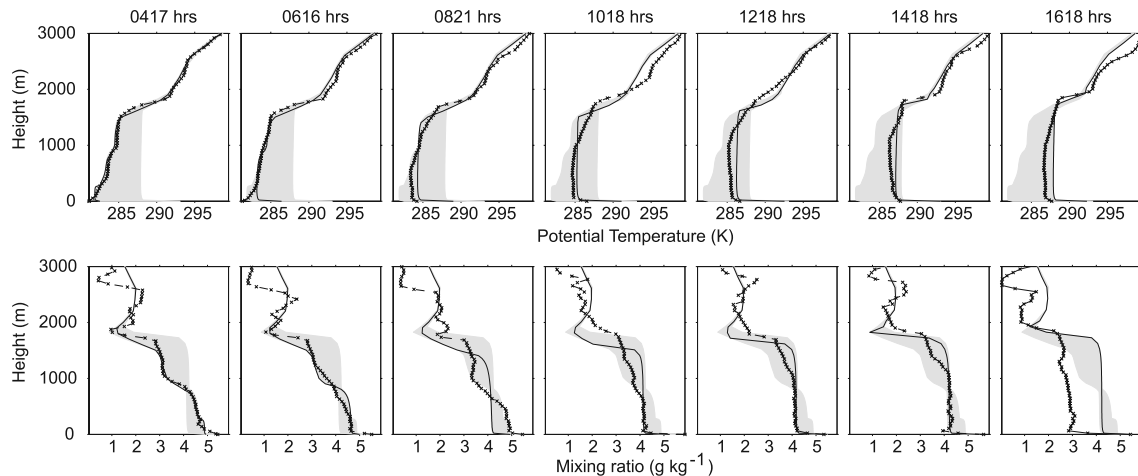 0417 hrs 0616 hrs 0821 hrs 1018 hrs 1218 hrs 1418 hrs 1618 hrs
3000
2000
1000
0
Height (m)
285 290 295 285 290 295 285 290 295 285 290 295 285 290 295 285 290 295 285 290 295
Potential Temperature (K)
3000
2000
1000
0
Height (m)
1 2 3 4 5 1 2 3 4 5 1 2 3 4 5 1 2 3 4 5 1 2 3 4 5 1 2 3 4 5 1 2 3 4 5
Mixing ratio (g kg⁻¹)